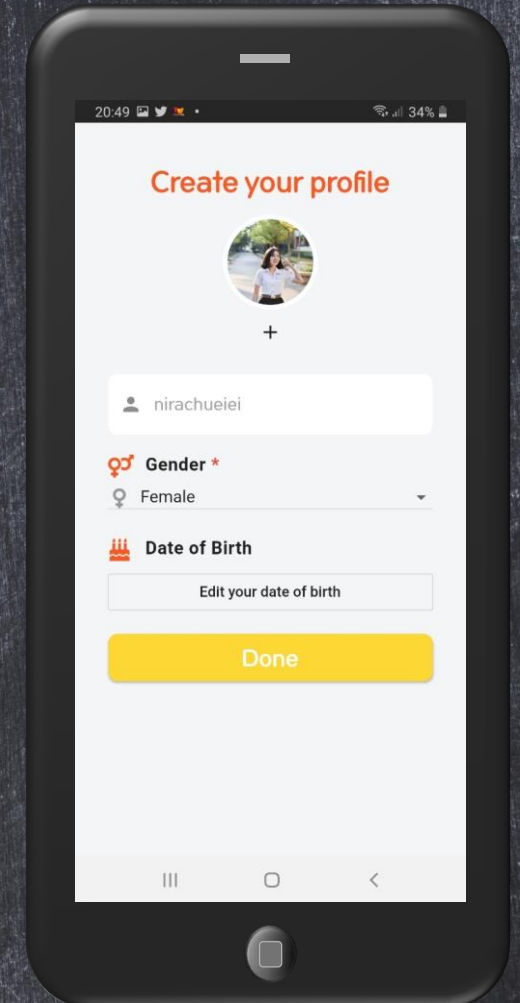 20:49 34%
Create your profile
+
nirachueiei
Gender *
Female
Date of Birth
Edit your date of birth
Done